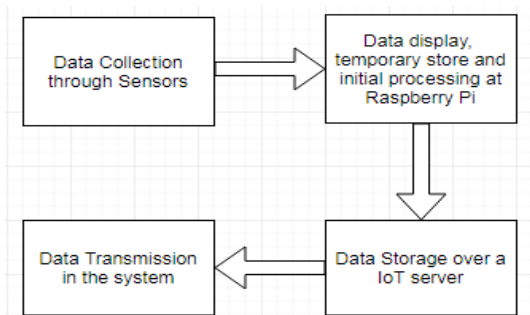 Data Collection
through Sensors
Data display,
temporary store and
initial processing at
Raspberry Pi
Data Transmission
in the system
Data Storage over a
IoT server